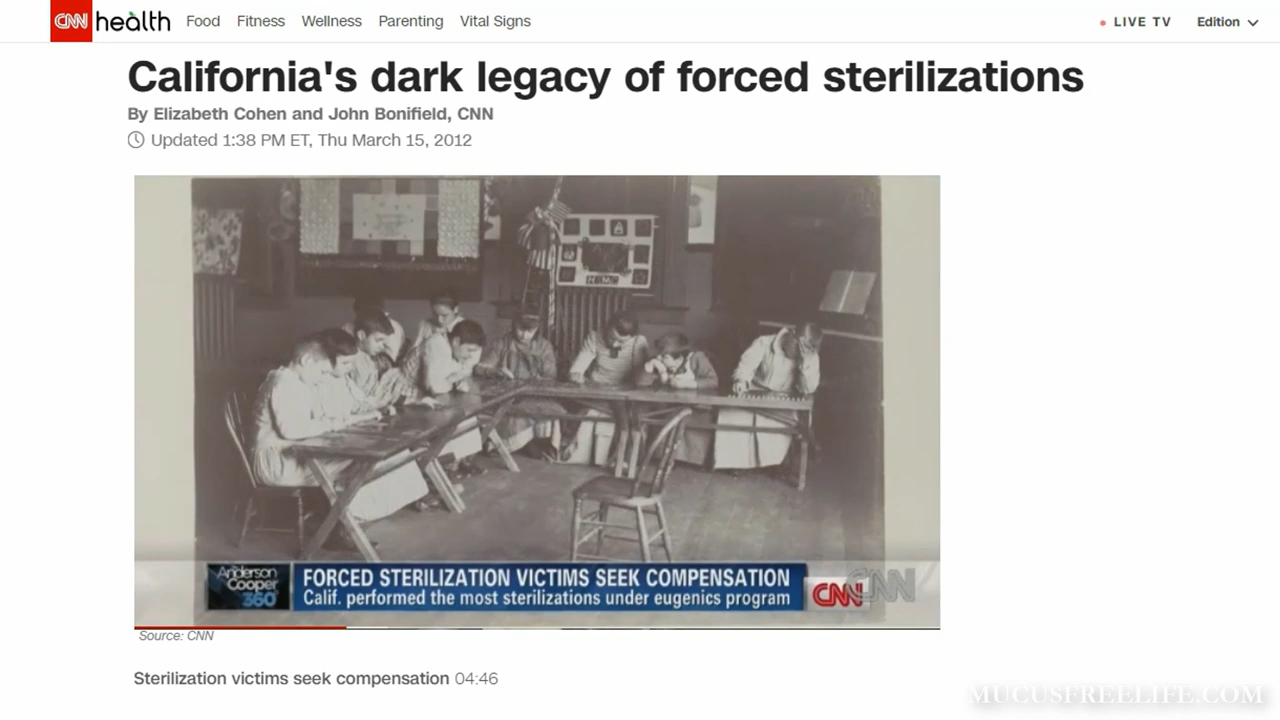 CNN health Food Fitness Wellness Parenting Vital Signs LIVE TV Edition
California's dark legacy of forced sterilizations
By Elizabeth Cohen and John Bonifield, CNN
Updated 1:38 PM ET, Thu March 15, 2012
HOME
Anderson
Cooper
360°
FORCED STERILIZATION VICTIMS SEEK COMPENSATION
Calif. performed the most sterilizations under eugenics program
CNN CNN
Source: CNN
Sterilization victims seek compensation 04:46
MUCUSFREELIFE.COM